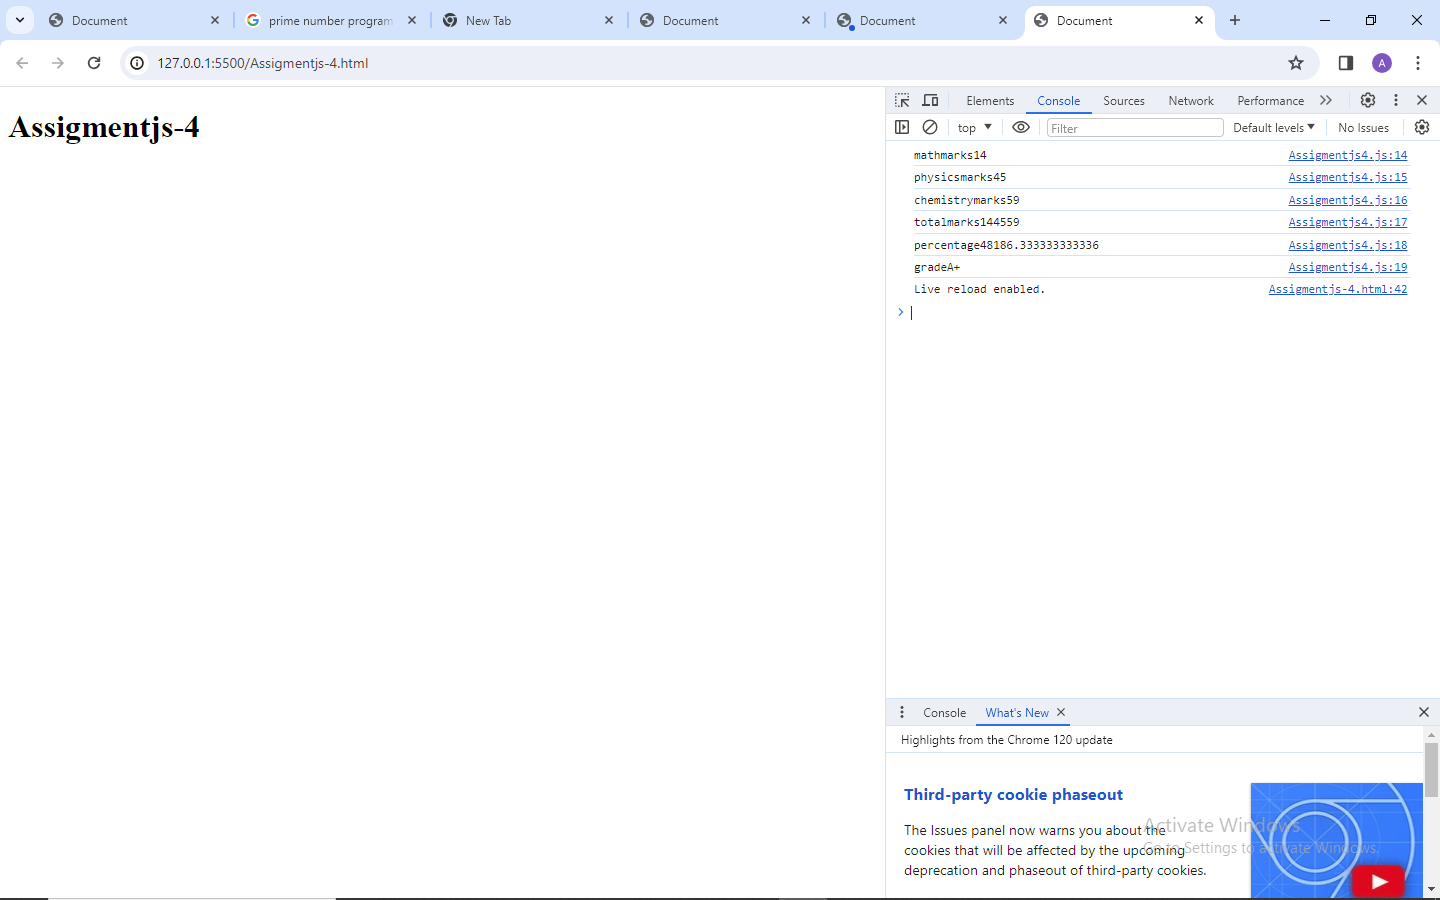 Document
prime number program
New Tab
Document
Document
Document
127.0.0.1:5500/Assigmentjs-4.html
A
Assigmentjs-4
Elements Console Sources Network Performance
top Filter Default levels No Issues
mathmarks14 Assigmentjs4.js:14
physicsmarks45 Assigmentjs4.js:15
chemistrymarks59 Assigmentjs4.js:16
totalmarks144559 Assigmentjs4.js:17
percentage48186.333333333336 Assigmentjs4.js:18
gradeA+ Assigmentjs4.js:19
Live reload enabled. Assigmentjs-4.html:42
Console What's New
Highlights from the Chrome 120 update
Third-party cookie phaseout
The Issues panel now warns you about the
cookies that will be affected by the upcoming
deprecation and phaseout of third-party cookies.
Activate Windows
Go to Settings to activate Windows.